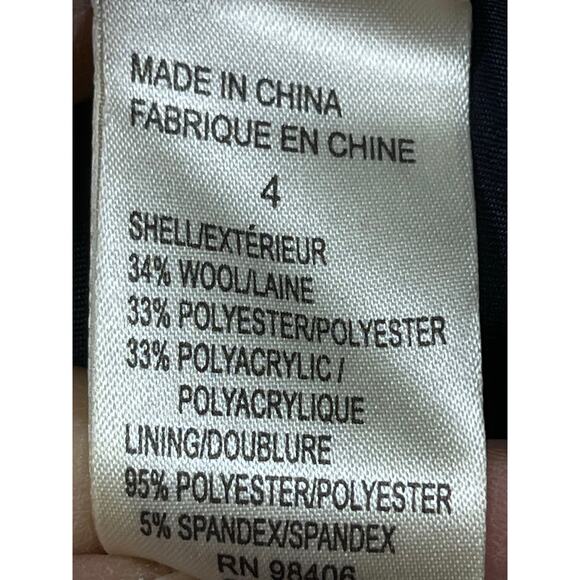 MADE IN CHINA
FABRIQUE EN CHINE
4
SHELL/EXTÉRIEUR
34% WOOL/LAINE
33% POLYESTER/POLYESTER
33% POLYACRYLIC /
POLYACRYLIQUE
LINING/DOUBLURE
95% POLYESTER/POLYESTER
5% SPANDEX/SPANDEX
RN 98406